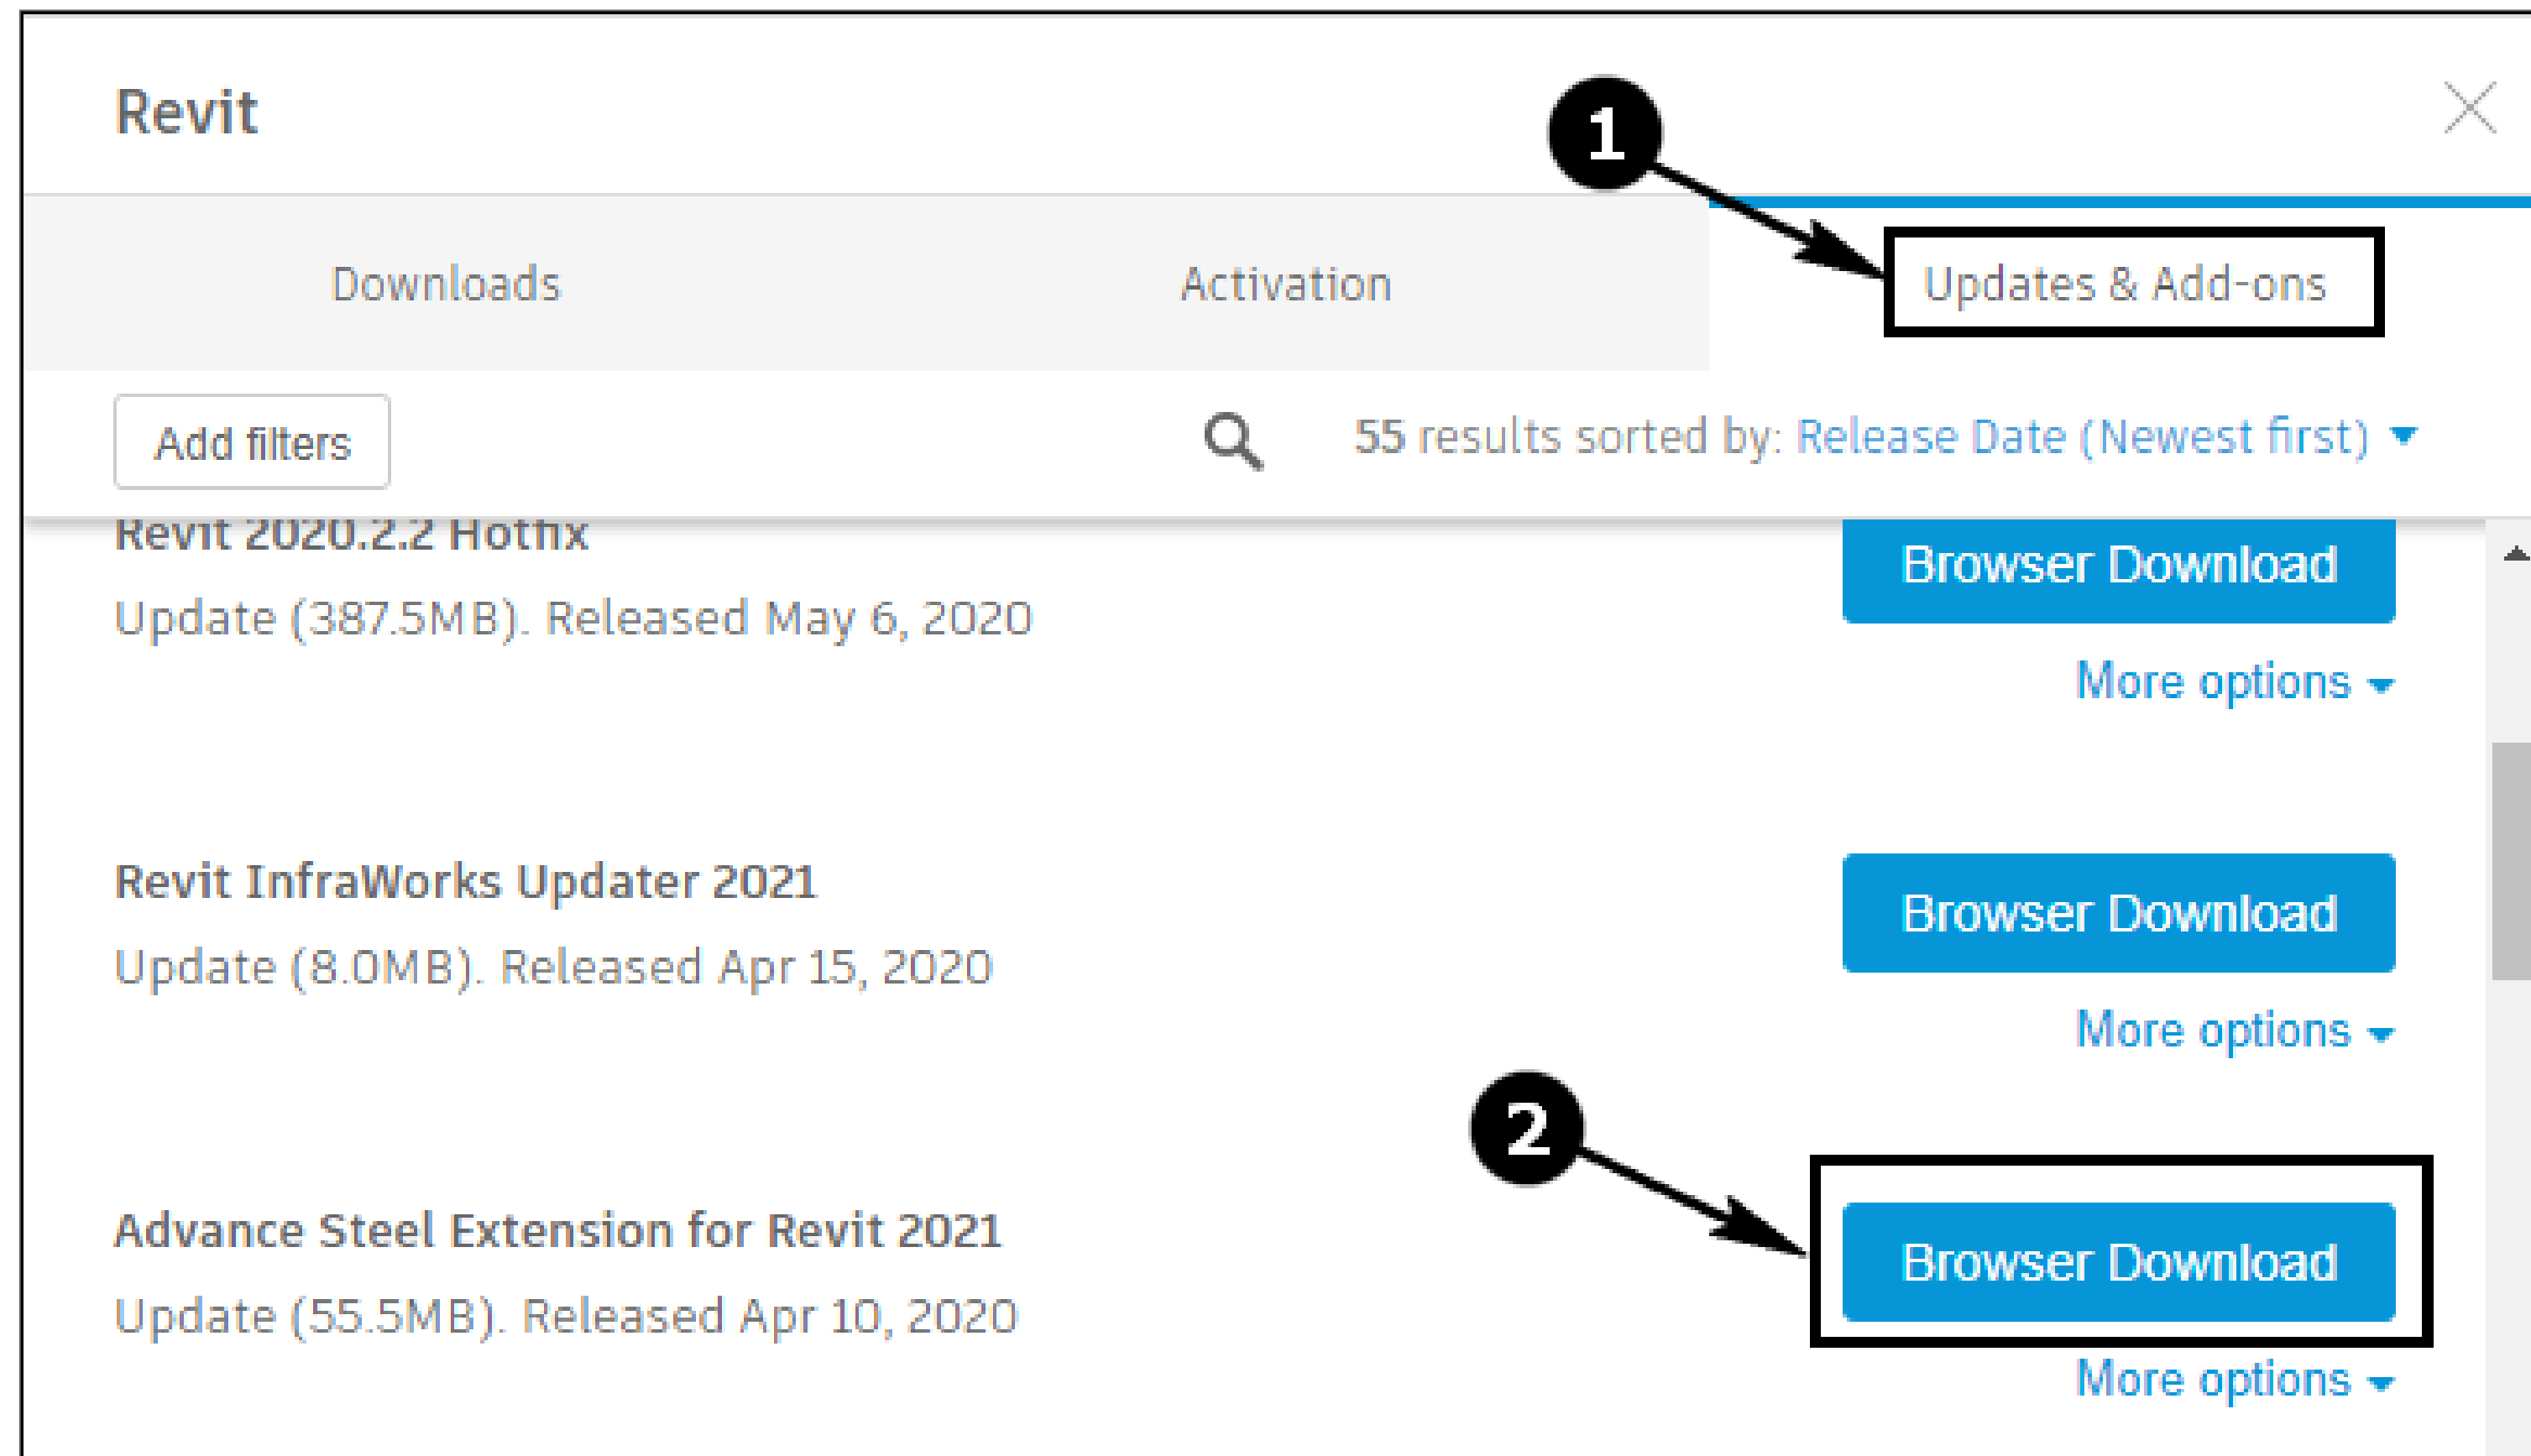 Revit
1
Downloads
Activation
Updates & Add-ons
Add filters
55 results sorted by: Release Date (Newest first)
Revit 2020.2.2 Hotfix
Browser Download
Update (387.5MB). Released May 6, 2020
More options
Revit InfraWorks Updater 2021
Browser Download
Update (8.0MB). Released Apr 15, 2020
More options
2
Advance Steel Extension for Revit 2021
Browser Download
Update (55.5MB). Released Apr 10, 2020
More options